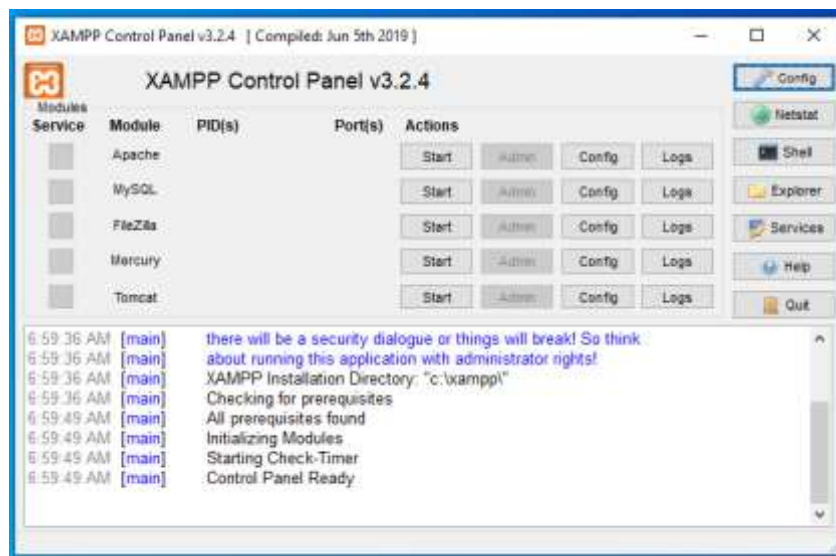 XAMPP Control Panel v3.2.4 [ Compiled: Jun 5th 2019 ]
XAMPP Control Panel v3.2.4
Config
Modules
Netstat
Service Module PID(s) Port(s) Actions
Apache Start Admin Config Logs
Shell
MySQL Start Admin Config Logs
Explorer
FileZilla Start Admin Config Logs
Services
Mercury Start Admin Config Logs
Help
Tomcat Start Admin Config Logs
Quit
6:59:36 AM [main] there will be a security dialogue or things will break! So think
6:59:36 AM [main] about running this application with administrator rights!
6:59:36 AM [main] XAMPP Installation Directory: "c:\xampp\"
6:59:36 AM [main] Checking for prerequisites
6:59:49 AM [main] All prerequisites found
6:59:49 AM [main] Initializing Modules
6:59:49 AM [main] Starting Check-Timer
6:59:49 AM [main] Control Panel Ready